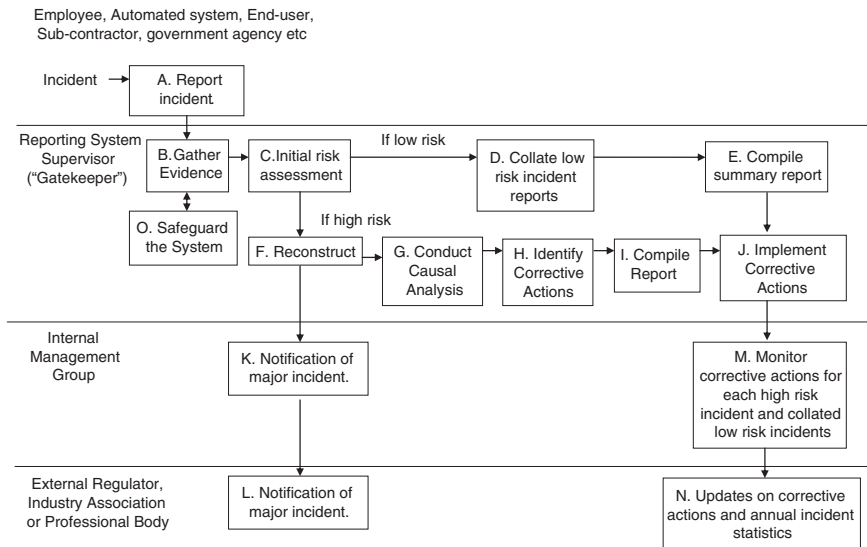 Employee, Automated system, End-user,
Sub-contractor, government agency etc
Incident
A. Report
incident.
Reporting System
Supervisor
("Gatekeeper")
B.Gather
Evidence
C.Initial risk
assessment
If low risk
D. Collate low
risk incident
reports
E. Compile
summary report
O. Safeguard
the System
If high risk
F. Reconstruct
G. Conduct
Causal
Analysis
H. Identify
Corrective
Actions
I. Compile
Report
J. Implement
Corrective
Actions
Internal
Management
Group
K. Notification of
major incident.
M. Monitor
corrective actions for
each high risk
incident and collated
low risk incidents
External Regulator,
Industry Association
or Professional Body
L. Notification of
major incident.
N. Updates on corrective
actions and annual incident
statistics